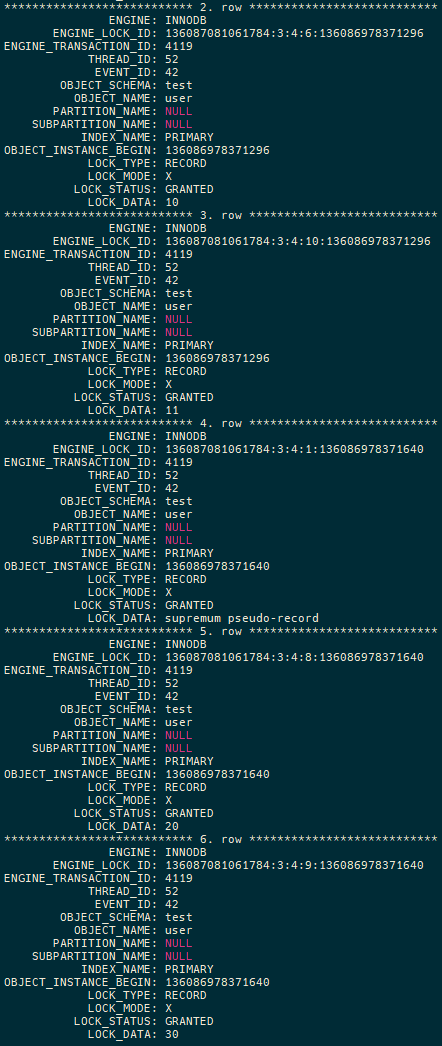 *************************** 2. row ***************************
ENGINE: INNODB
ENGINE_LOCK_ID: 136087081061784:3:4:6:136086978371296
ENGINE_TRANSACTION_ID: 4119
THREAD_ID: 52
EVENT_ID: 42
OBJECT_SCHEMA: test
OBJECT_NAME: user
PARTITION_NAME: NULL
SUBPARTITION_NAME: NULL
INDEX_NAME: PRIMARY
OBJECT_INSTANCE_BEGIN: 136086978371296
LOCK_TYPE: RECORD
LOCK_MODE: X
LOCK_STATUS: GRANTED
LOCK_DATA: 10
*************************** 3. row ***************************
ENGINE: INNODB
ENGINE_LOCK_ID: 136087081061784:3:4:10:136086978371296
ENGINE_TRANSACTION_ID: 4119
THREAD_ID: 52
EVENT_ID: 42
OBJECT_SCHEMA: test
OBJECT_NAME: user
PARTITION_NAME: NULL
SUBPARTITION_NAME: NULL
INDEX_NAME: PRIMARY
OBJECT_INSTANCE_BEGIN: 136086978371296
LOCK_TYPE: RECORD
LOCK_MODE: X
LOCK_STATUS: GRANTED
LOCK_DATA: 11
*************************** 4. row ***************************
ENGINE: INNODB
ENGINE_LOCK_ID: 136087081061784:3:4:1:136086978371640
ENGINE_TRANSACTION_ID: 4119
THREAD_ID: 52
EVENT_ID: 42
OBJECT_SCHEMA: test
OBJECT_NAME: user
PARTITION_NAME: NULL
SUBPARTITION_NAME: NULL
INDEX_NAME: PRIMARY
OBJECT_INSTANCE_BEGIN: 136086978371640
LOCK_TYPE: RECORD
LOCK_MODE: X
LOCK_STATUS: GRANTED
LOCK_DATA: supremum pseudo-record
*************************** 5. row ***************************
ENGINE: INNODB
ENGINE_LOCK_ID: 136087081061784:3:4:8:136086978371640
ENGINE_TRANSACTION_ID: 4119
THREAD_ID: 52
EVENT_ID: 42
OBJECT_SCHEMA: test
OBJECT_NAME: user
PARTITION_NAME: NULL
SUBPARTITION_NAME: NULL
INDEX_NAME: PRIMARY
OBJECT_INSTANCE_BEGIN: 136086978371640
LOCK_TYPE: RECORD
LOCK_MODE: X
LOCK_STATUS: GRANTED
LOCK_DATA: 20
*************************** 6. row ***************************
ENGINE: INNODB
ENGINE_LOCK_ID: 136087081061784:3:4:9:136086978371640
ENGINE_TRANSACTION_ID: 4119
THREAD_ID: 52
EVENT_ID: 42
OBJECT_SCHEMA: test
OBJECT_NAME: user
PARTITION_NAME: NULL
SUBPARTITION_NAME: NULL
INDEX_NAME: PRIMARY
OBJECT_INSTANCE_BEGIN: 136086978371640
LOCK_TYPE: RECORD
LOCK_MODE: X
LOCK_STATUS: GRANTED
LOCK_DATA: 30